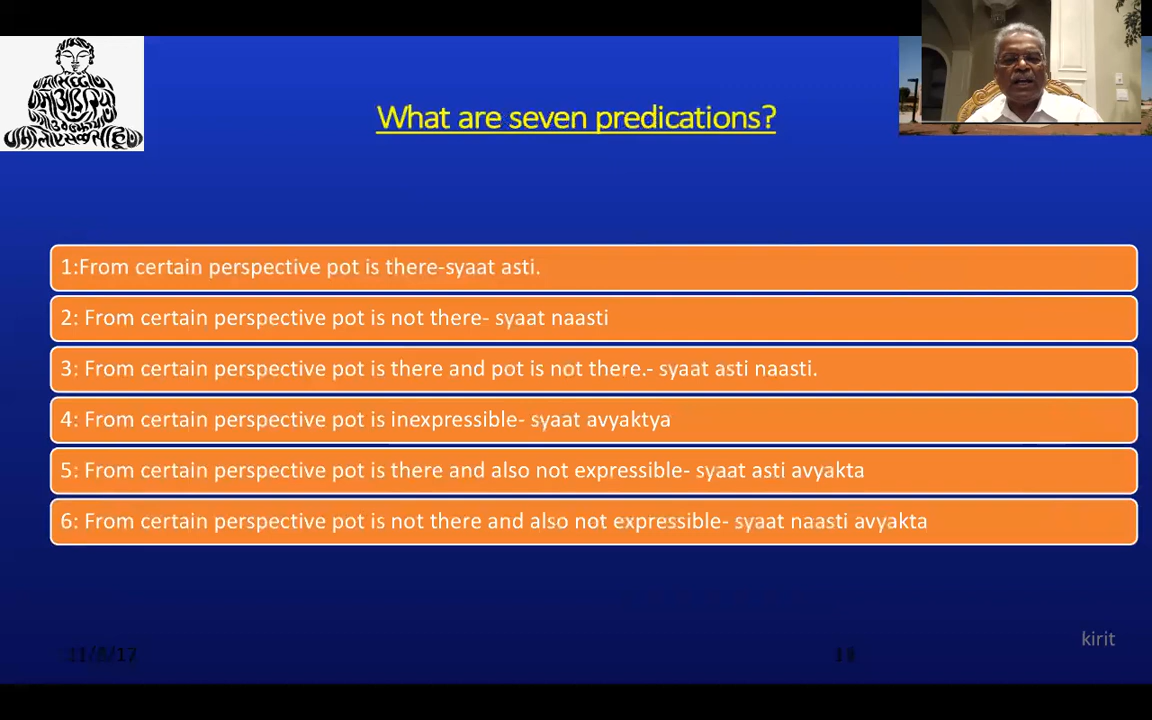 What are seven predications?
1:From certain perspective pot is there-syaat asti.
2: From certain perspective pot is not there- syaat naasti
3: From certain perspective pot is there and pot is not there.- syaat asti naasti.
4: From certain perspective pot is inexpressible- syaat avyaktya
5: From certain perspective pot is there and also not expressible- syaat asti avyakta
6: From certain perspective pot is not there and also not expressible- syaat naasti avyakta
kirit